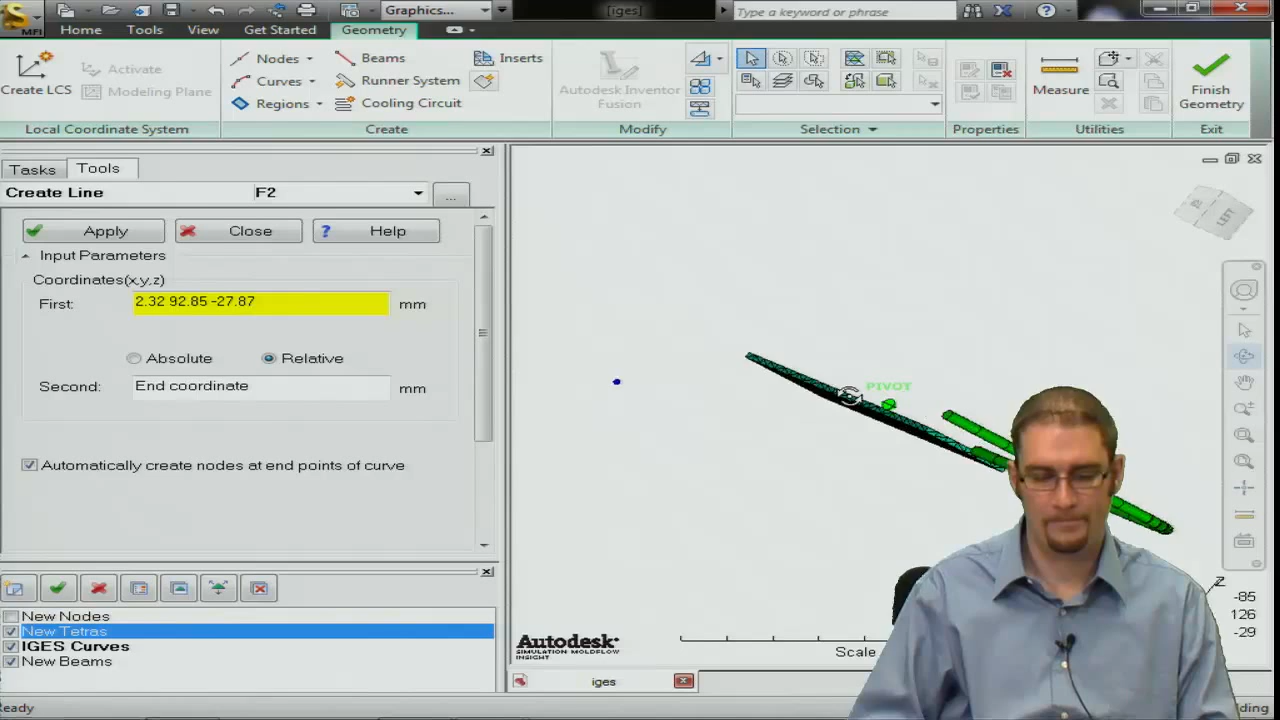 MFI
Graphics...
[iges]
Type a keyword or phrase
Home
Tools
View
Get Started
Geometry
Create LCS
Activate
Modeling Plane
Nodes
Curves
Regions
Beams
Runner System
Cooling Circuit
Inserts
Autodesk Inventor
Fusion
Measure
Finish
Geometry
Local Coordinate System
Create
Modify
Selection
Properties
Utilities
Exit
Tasks
Tools
Create Line
F2
...
Apply
Close
Help
Input Parameters
Coordinates(x,y,z)
First:
2.32 92.85 -27.87
mm
Absolute
Relative
Second:
End coordinate
mm
Automatically create nodes at end points of curve
New Nodes
New Tetras
IGES Curves
New Beams
LEFT
PIVOT
Z
-85
126
-29
Autodesk
SIMULATION MOLDFLOW
INSIGHT
Scale
iges
eady
ding